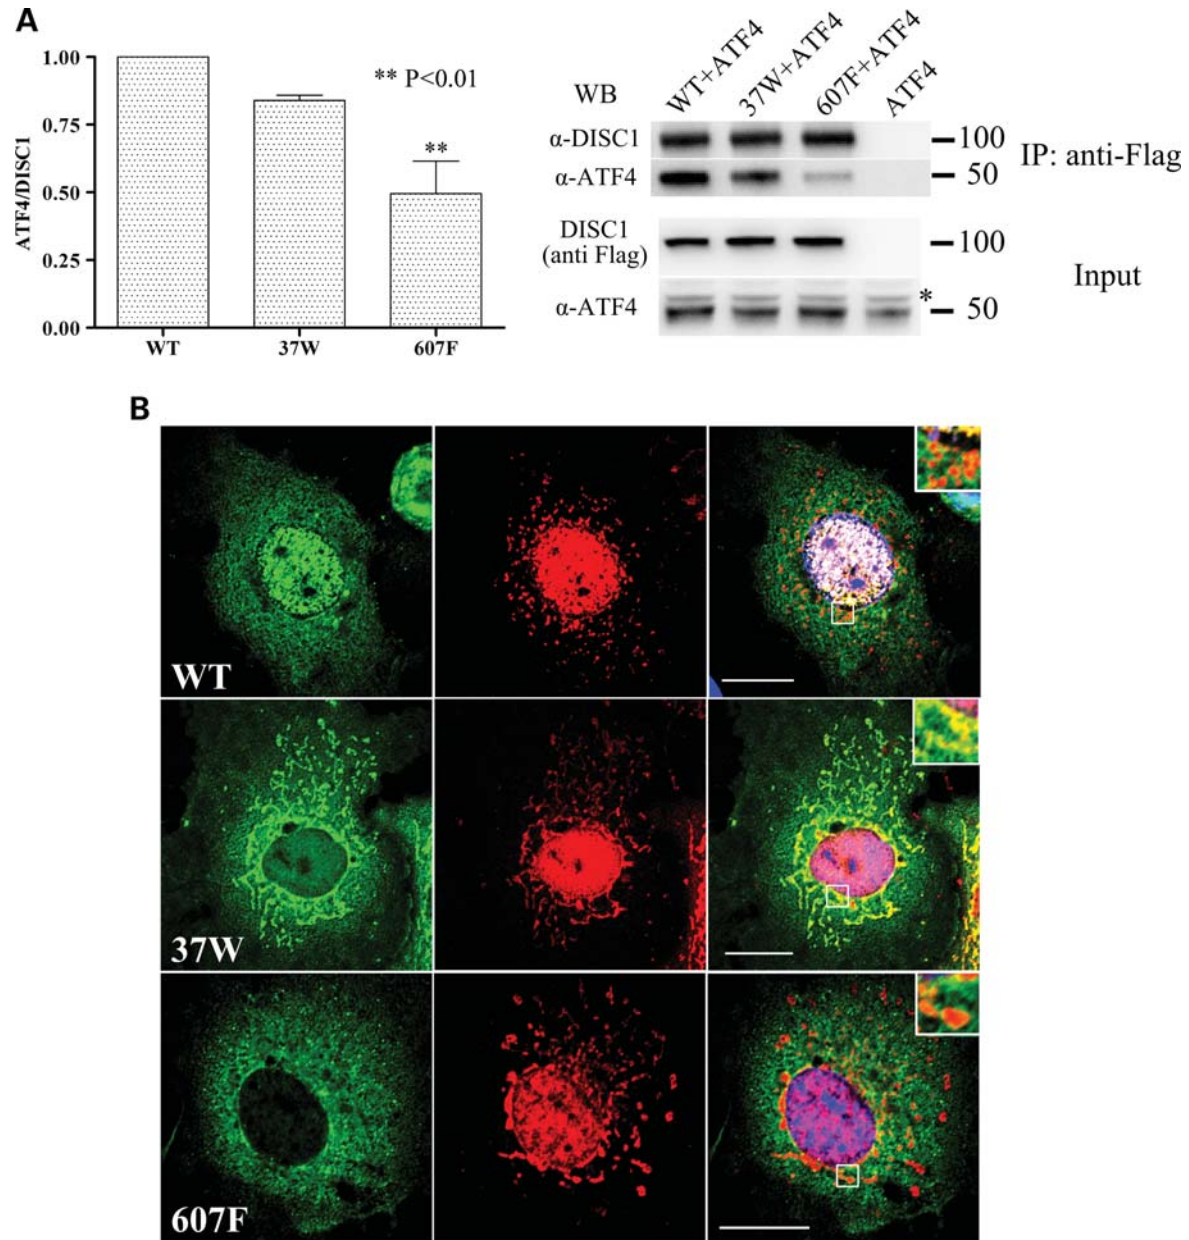 A
ATF4/DISC1
1.00
0.75
0.50
0.25
0.00
** P<0.01
**
WT
37W
607F
WB
WT+ATF4
37W+ATF4
607F+ATF4
ATF4
α-DISC1
100
α-ATF4
50
IP: anti-Flag
DISC1
(anti Flag)
100
α-ATF4
*
50
Input
B
WT
37W
607F